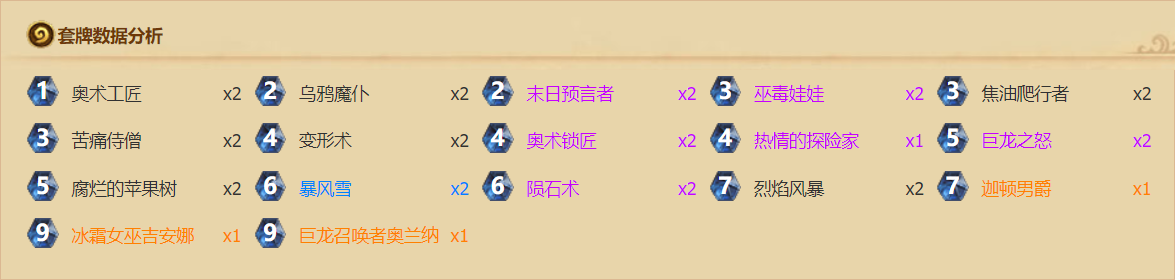 套牌数据分析
1 奥术工匠 x2 2 乌鸦魔仆 x2 2 末日预言者 x2 3 巫毒娃娃 x2 3 焦油爬行者 x2
3 苦痛侍僧 x2 4 变形术 x2 4 奥术锁匠 x2 4 热情的探险家 x1 5 巨龙之怒 x2
5 腐烂的苹果树 x2 6 暴风雪 x2 6 陨石术 x2 7 烈焰风暴 x2 7 迦顿男爵 x1
9 冰霜女巫吉安娜 x1 9 巨龙召唤者奥兰纳 x1